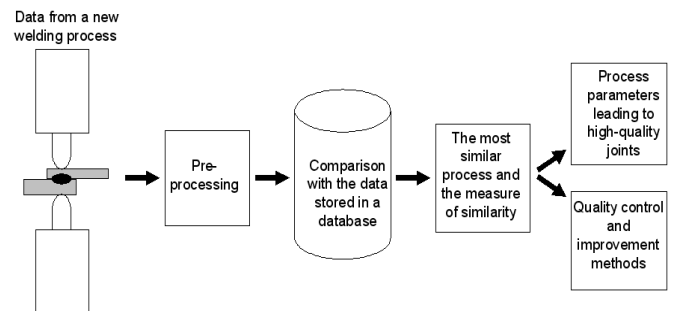 Data from a new
welding process
Pre-
processing
Comparison
with the data
stored in a
database
The most
similar
process and
the measure
of similarity
Process
parameters
leading to
high-quality
joints
Quality control
and
improvement
methods